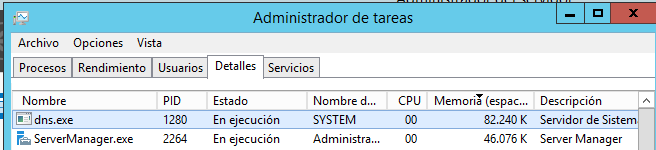 Administrador de tareas
Archivo Opciones Vista
Procesos Rendimiento Usuarios Detalles Servicios
Nombre PID Estado Nombre d... CPU Memoria (espac... Descripción
dns.exe 1280 En ejecución SYSTEM 00 82.240 K Servidor de Sistema
ServerManager.exe 2264 En ejecución Administra... 00 46.076 K Server Manager